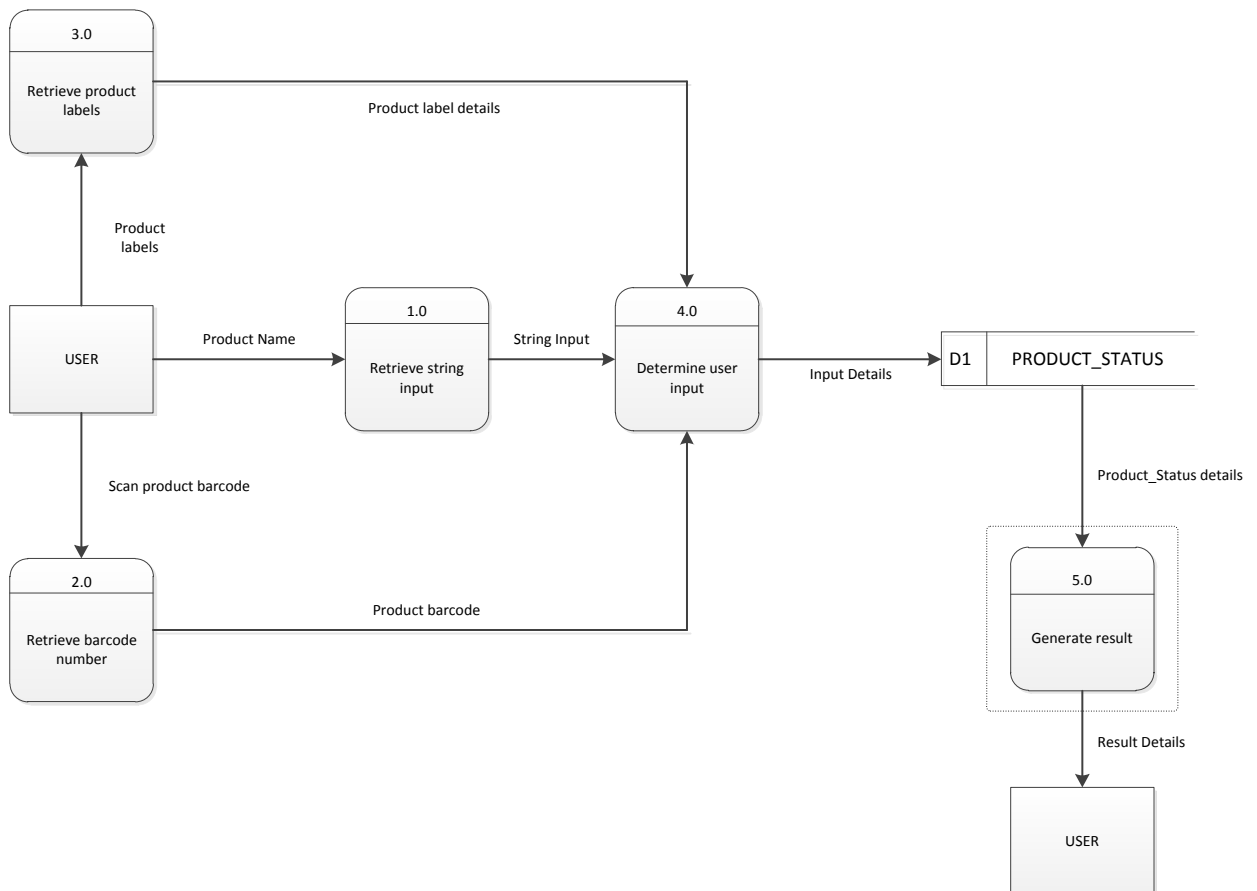 3.0
Retrieve product
labels
Product label details
Product
labels
USER
Product Name
1.0
Retrieve string
input
String Input
4.0
Determine user
input
Input Details
D1
PRODUCT_STATUS
Scan product barcode
Product_Status details
2.0
Retrieve barcode
number
Product barcode
5.0
Generate result
Result Details
USER